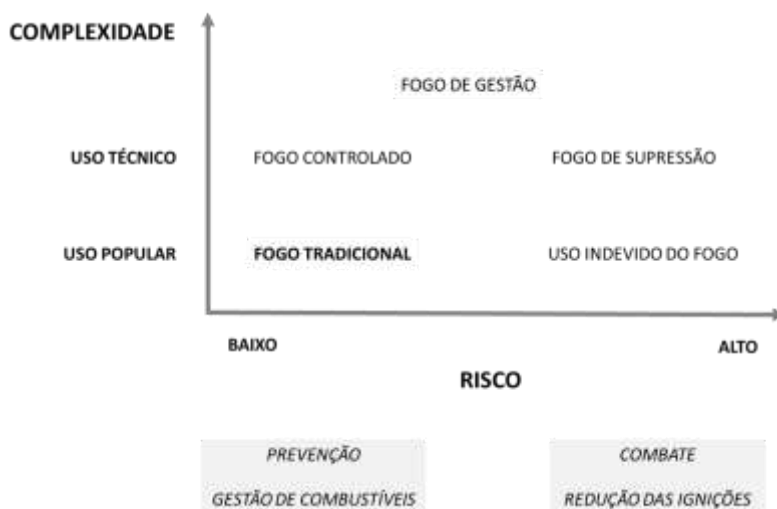 COMPLEXIDADE
FOGO DE GESTÃO
USO TÉCNICO FOGO CONTROLADO FOGO DE SUPRESSÃO
USO POPULAR FOGO TRADICIONAL USO INDEVIDO DO FOGO
BAIXO ALTO
RISCO
PREVENÇÃO COMBATE
GESTÃO DE COMBUSTÍVEIS REDUÇÃO DAS IGNIÇÕES